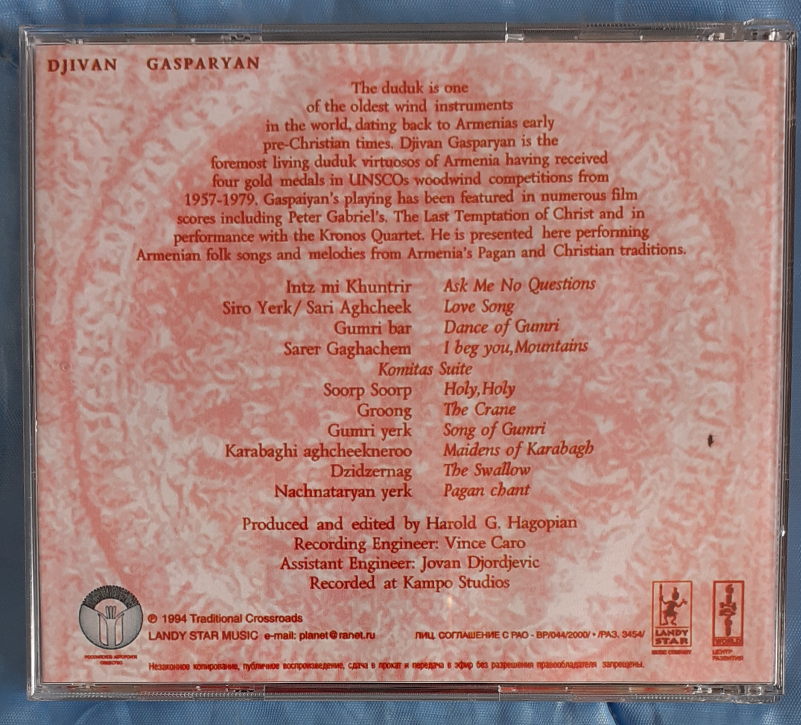 DJIVAN GASPARYAN
The duduk is one
of the oldest wind instruments
in the world, dating back to Armenias early
pre-Christian times. Djivan Gasparyan is the
foremost living duduk virtuosos of Armenia having received
four gold medals in UNSCOs woodwind competitions from
1957-1979. Gaspaiyan's playing has been featured in numerous film
scores including Peter Gabriel's. The Last Temptation of Christ and in
performance with the Kronos Quartet. He is presented here performing
Armenian folk songs and melodies from Armenia's Pagan and Christian traditions.
Intz mi Khuntrir Ask Me No Questions
Siro Yerk/ Sari Aghcheek Love Song
Gumri bar Dance of Gumri
Sarer Gaghachem I beg you,Mountains
Komitas Suite
Soorp Soorp Holy,Holy
Groong The Crane
Gumri yerk Song of Gumri
Karabaghi aghcheekneroo Maidens of Karabagh
Dzidzernag The Swallow
Nachnataryan yerk Pagan chant
Produced and edited by Harold G. Hagopian
Recording Engineer: Vince Caro
Assistant Engineer: Jovan Djordjevic
Recorded at Kampo Studios
℗ 1994 Traditional Crossroads
LANDY STAR MUSIC e-mail: planet@ranet.ru
ЛИЦ. СОГЛАШЕНИЕ С РАО - ВР/044/2000/ • /РАЗ. 3454/
РОССИЙСКОЕ АВТОРСКОЕ
ОБЩЕСТВО
LANDY
STAR
MUSIC COMPANY
WORLD
ЦЕНТР
РАЗВИТИЯ
Незаконное копирование, публичное воспроизведение, сдача в прокат и передача в эфир без разрешения правообладателя запрещены.